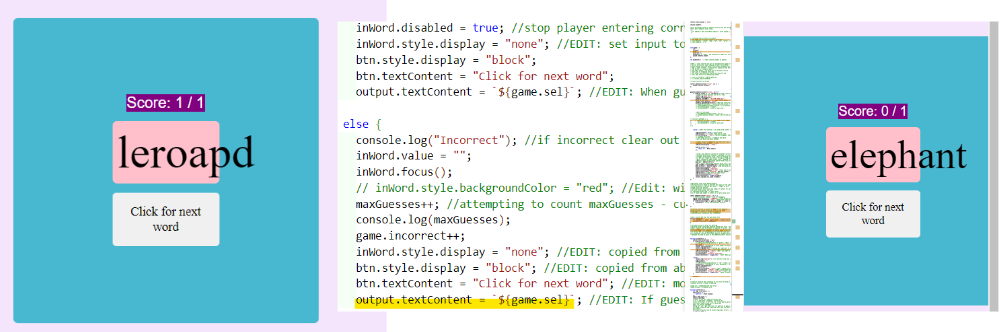 Score: 1 / 1
leroapd
Click for next
word
inWord.disabled = true; //stop player entering corr
inWord.style.display = "none"; //EDIT: set input to
btn.style.display = "block";
btn.textContent = "Click for next word";
output.textContent = `${game.sel}`; //EDIT: When gu
else {
console.log("Incorrect") //if incorrect clear out
inWord.value = "";
inWord.focus();
// inWord.style.backgroundColor = "red"; //Edit: wi
maxGuesses++; //attempting to count maxGuesses - cu
console.log(maxGuesses);
game.incorrect++;
inWord.style.display = "none"; //EDIT: copied from
btn.style.display = "block"; //EDIT: copied from ab
btn.textContent = "Click for next word"; //EDIT: mo
output.textContent = `${game.sel}`; //EDIT: If gues
Score: 0 / 1
elephant
Click for next
word